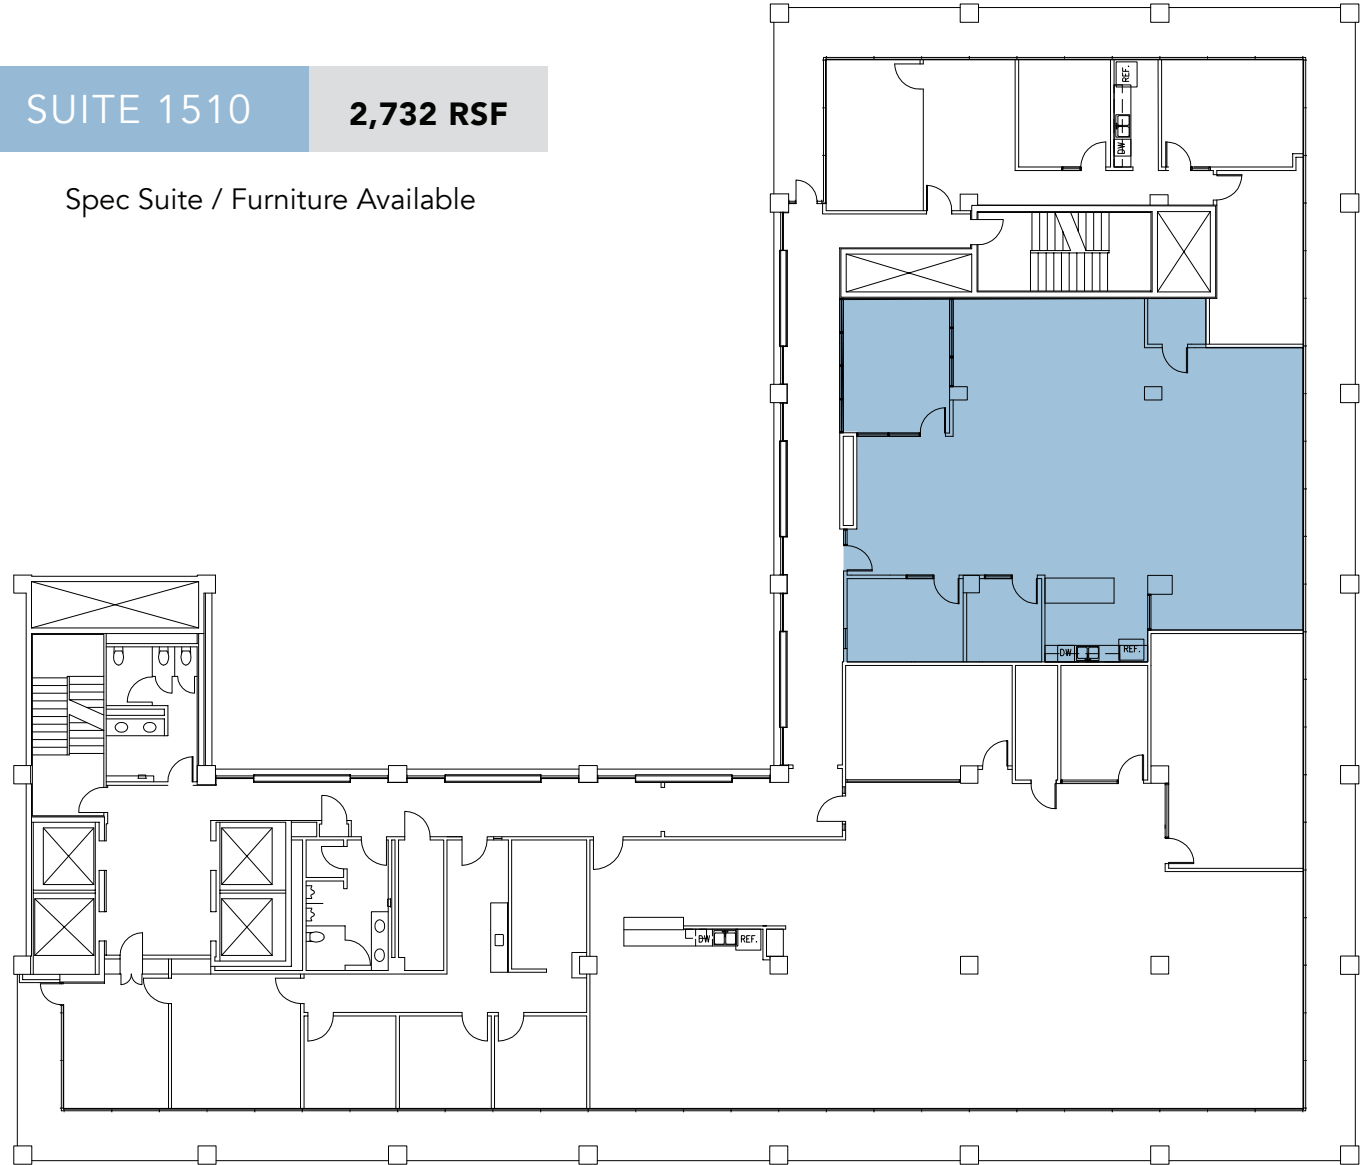 SUITE 1510
2,732 RSF
Spec Suite / Furniture Available
REF.
DW
DW
REF.
DW
REF.